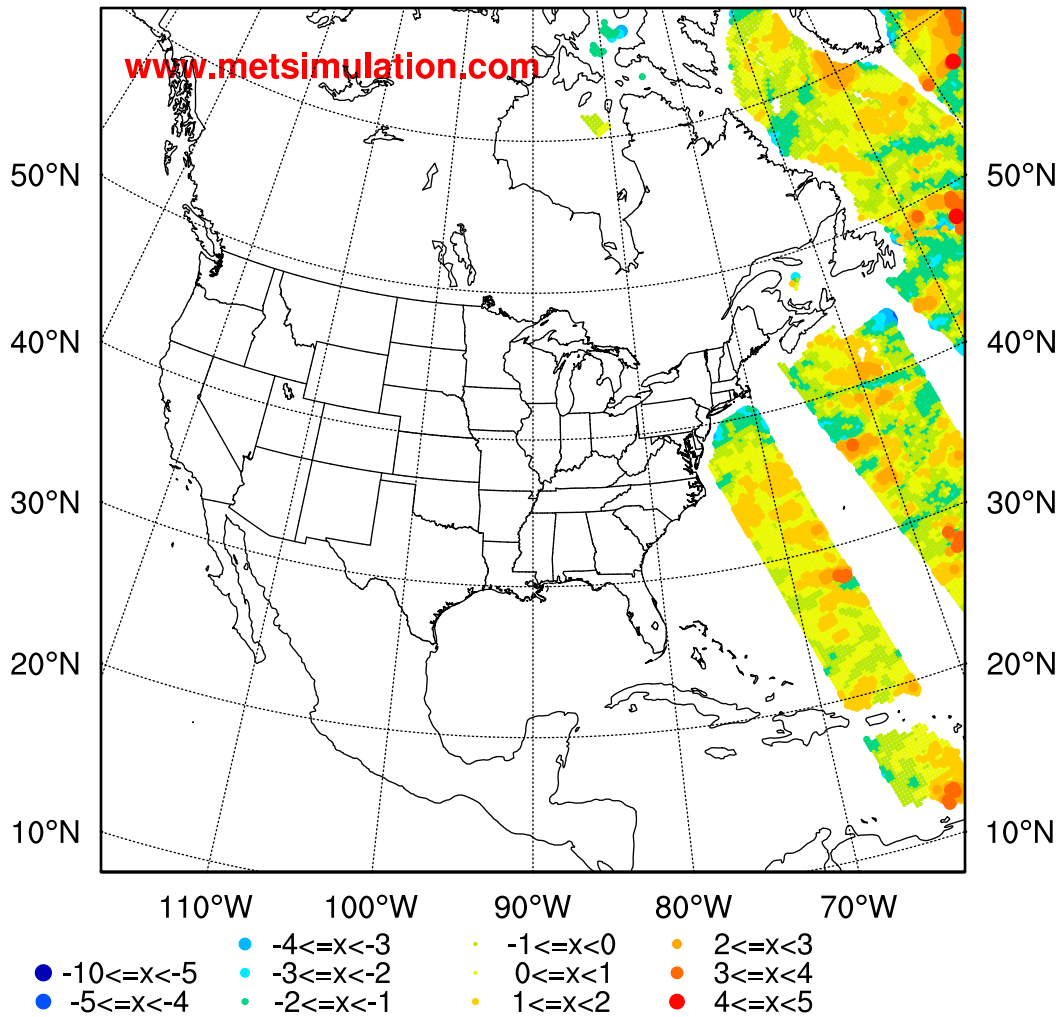 www.metsimulation.com
50°N 50°N
40°N 40°N
30°N 30°N
20°N 20°N
10°N 10°N
110°W 100°W 90°W 80°W 70°W
-4<=x<-3 -1<=x<0 2<=x<3
-10<=x<-5 -3<=x<-2 0<=x<1 3<=x<4
-5<=x<-4 -2<=x<-1 1<=x<2 4<=x<5